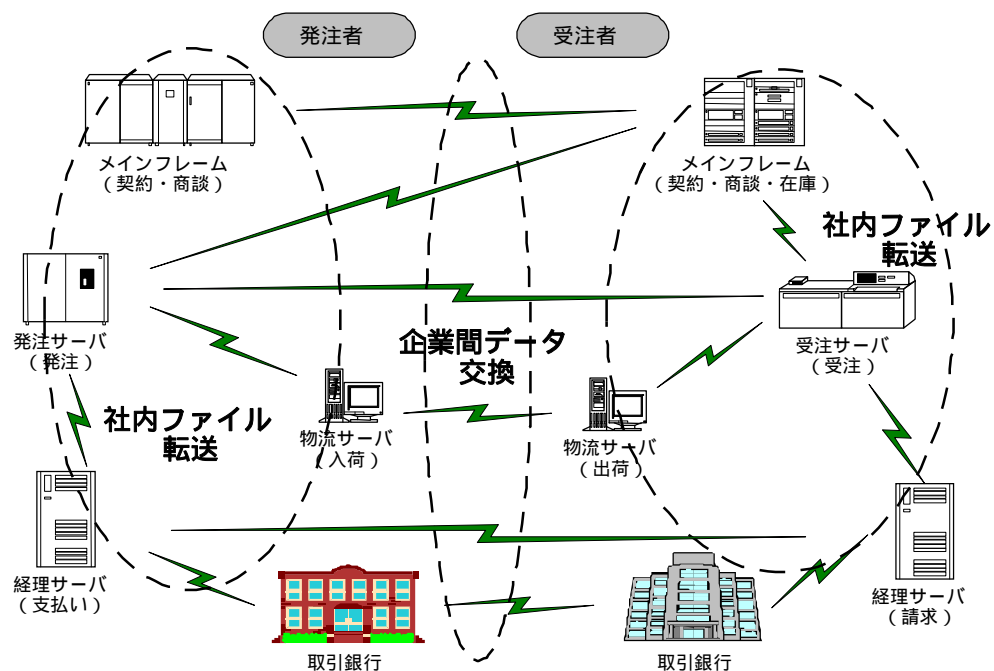 発注者
受注者
メインフレーム
(契約・商談)
メインフレーム
(契約・商談・在庫)
社内ファイル
転送
発注サーバ
(発注)
企業間データ
交換
受注サーバ
(受注)
社内ファイル
転送
物流サーバ
(入荷)
物流サーバ
(出荷)
経理サーバ
(支払い)
経理サーバ
(請求)
取引銀行
取引銀行